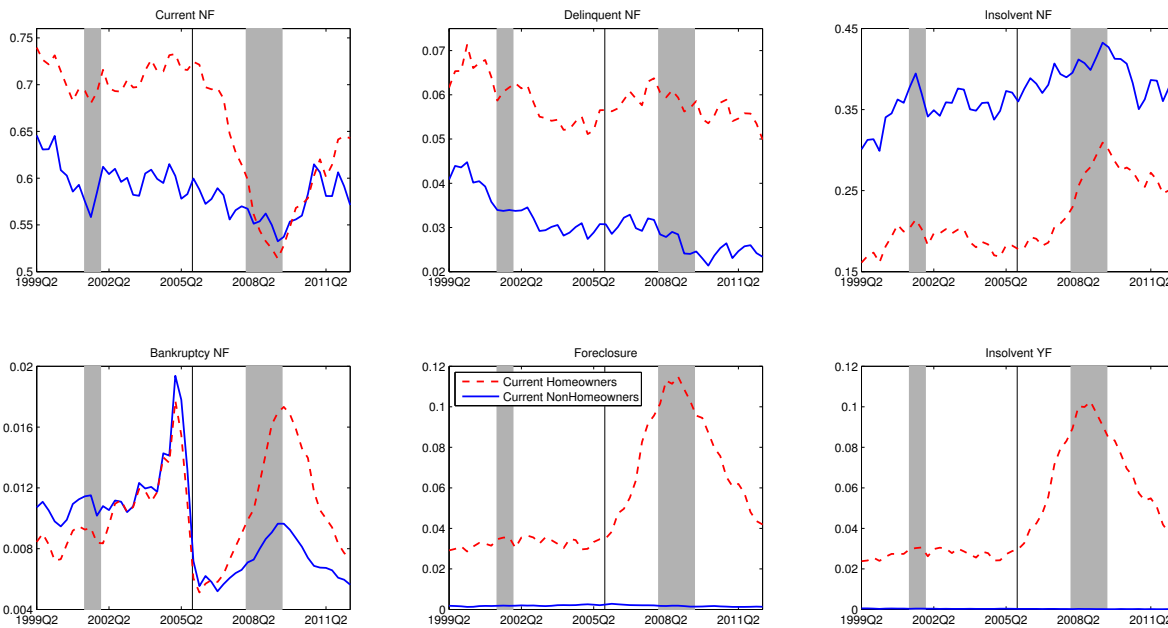 Current NF
0.75
0.7
0.65
0.6
0.55
0.5
1999Q2 2002Q2 2005Q2 2008Q2 2011Q2
Delinquent NF
0.07
0.06
0.05
0.04
0.03
0.02
1999Q2 2002Q2 2005Q2 2008Q2 2011Q2
Insolvent NF
0.45
0.35
0.25
0.15
1999Q2 2002Q2 2005Q2 2008Q2 2011Q2
Bankruptcy NF
0.02
0.016
0.012
0.008
0.004
1999Q2 2002Q2 2005Q2 2008Q2 2011Q2
Foreclosure
0.12
0.1
0.08
0.06
0.04
0.02
0
1999Q2 2002Q2 2005Q2 2008Q2 2011Q2
Current Homeowners
Current NonHomeowners
Insolvent YF
0.12
0.1
0.08
0.06
0.04
0.02
0
1999Q2 2002Q2 2005Q2 2008Q2 2011Q2